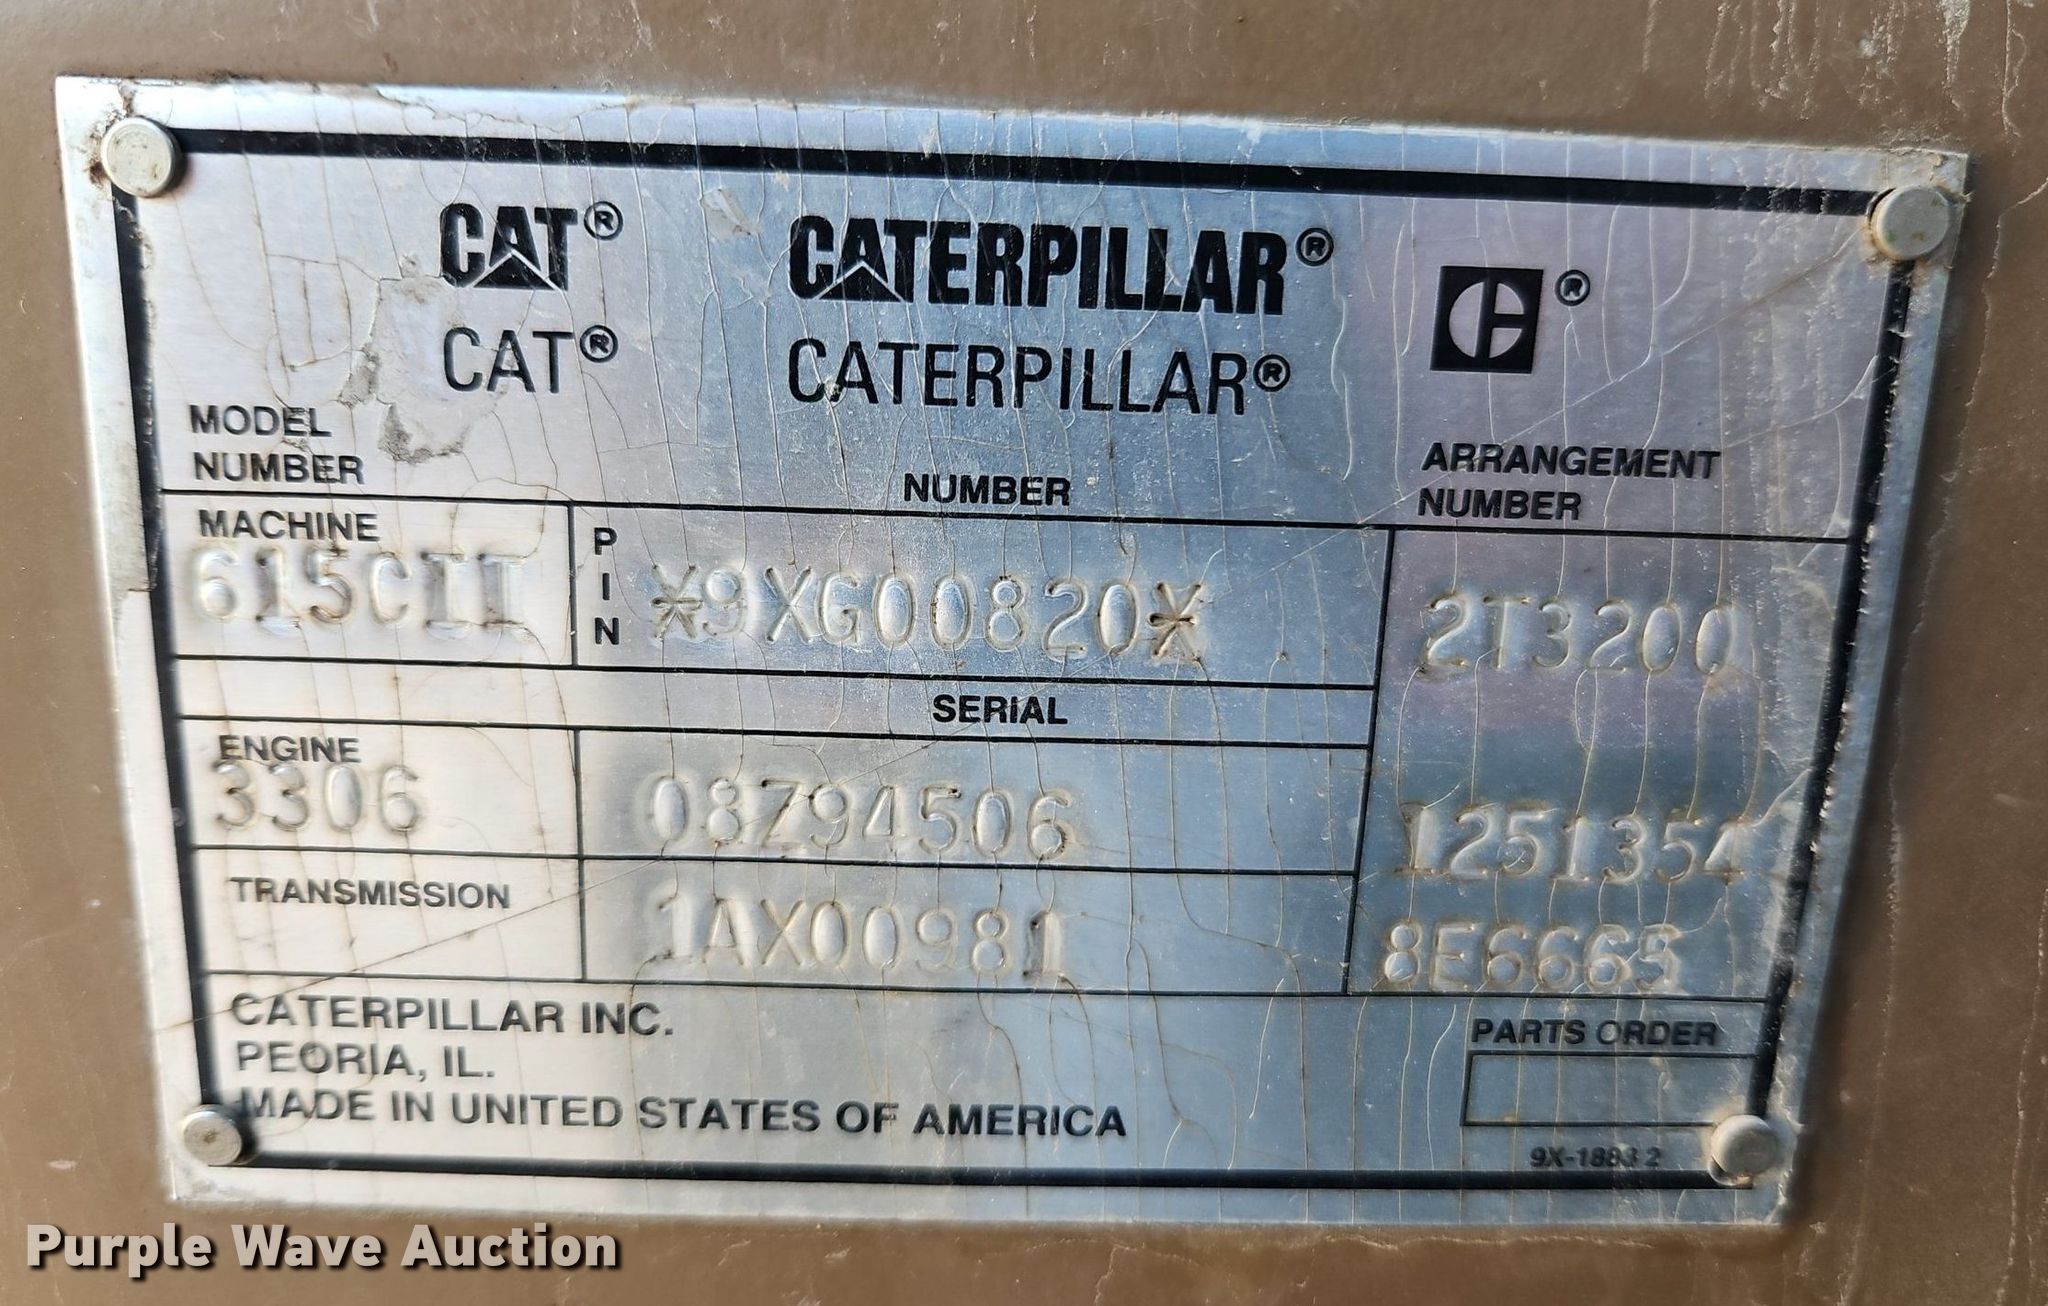 CAT® CATERPILLAR® ®
CAT® CATERPILLAR®
MODEL
NUMBER
NUMBER
ARRANGEMENT
NUMBER
MACHINE
615CII
PIN
*9XG00820*
2T3200
SERIAL
ENGINE
3306
08Z94506
1251354
TRANSMISSION
1AX00981
8E6665
CATERPILLAR INC.
PEORIA, IL.
MADE IN UNITED STATES OF AMERICA
PARTS ORDER
9X-1883 2
Purple Wave Auction